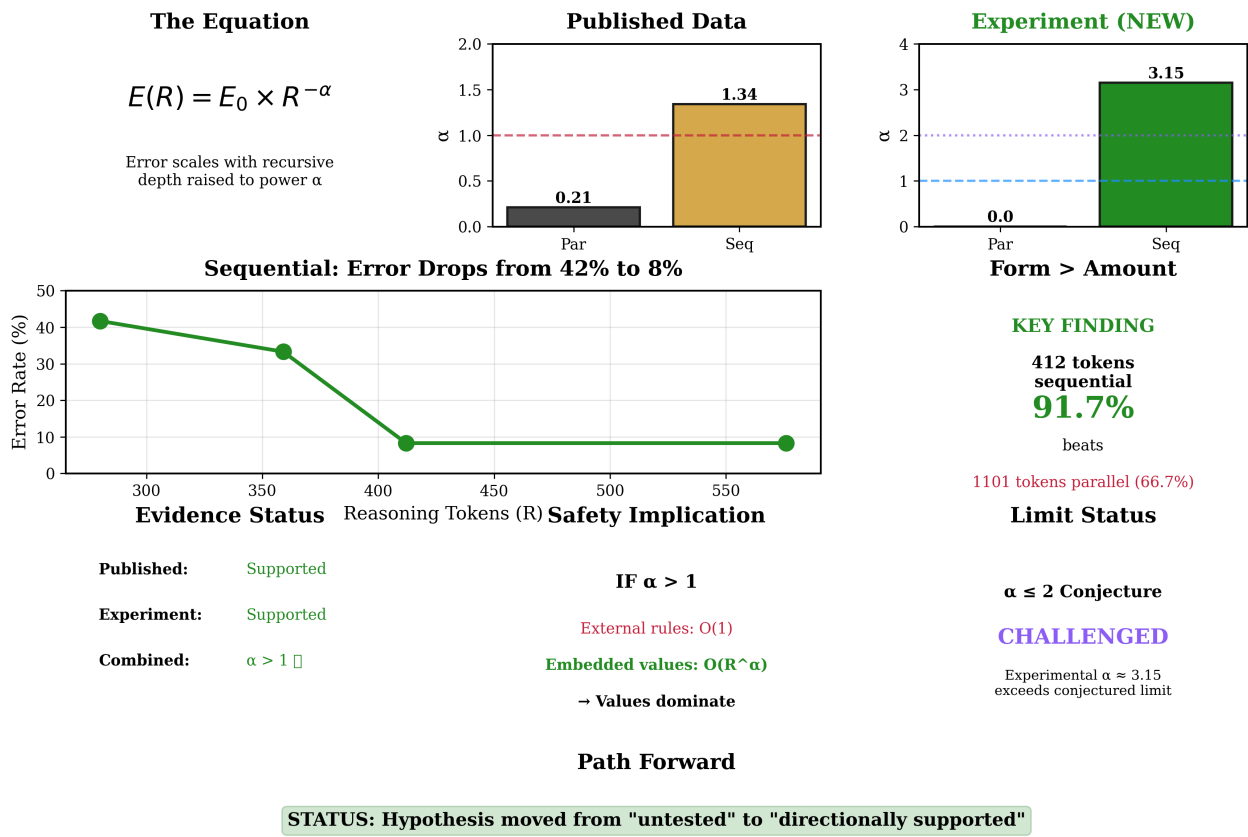 The Equation
E(R) = E₀ × R⁻ᵅ
Error scales with recursive
depth raised to power α
Published Data
2.0
1.5
1.0
0.5
0.0
α
0.21
1.34
Par
Seq
Experiment (NEW)
4
3
2
1
0
α
0.0
3.15
Par
Seq
Sequential: Error Drops from 42% to 8%
50
40
30
20
10
0
Error Rate (%)
300
350
400
450
500
550
Reasoning Tokens (R)
Form > Amount
KEY FINDING
412 tokens
sequential
91.7%
beats
1101 tokens parallel (66.7%)
Evidence Status
Published: Supported
Experiment: Supported
Combined: α > 1
Safety Implication
IF α > 1
External rules: O(1)
Embedded values: O(R^α)
→ Values dominate
Limit Status
α ≤ 2 Conjecture
CHALLENGED
Experimental α ≈ 3.15
exceeds conjectured limit
Path Forward
STATUS: Hypothesis moved from "untested" to "directionally supported"